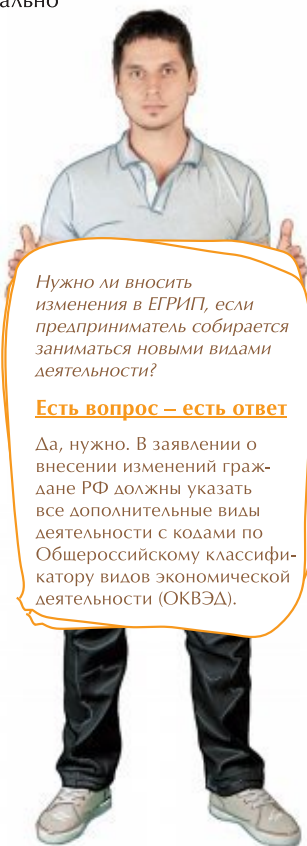 ально
Нужно ли вносить
изменения в ЕГРИП, если
предприниматель собирается
заниматься новыми видами
деятельности?
Есть вопрос – есть ответ
Да, нужно. В заявлении о
внесении изменений граж-
дане РФ должны указать
все дополнительные виды
деятельности с кодами по
Общероссийскому классифи-
катору видов экономической
деятельности (ОКВЭД).